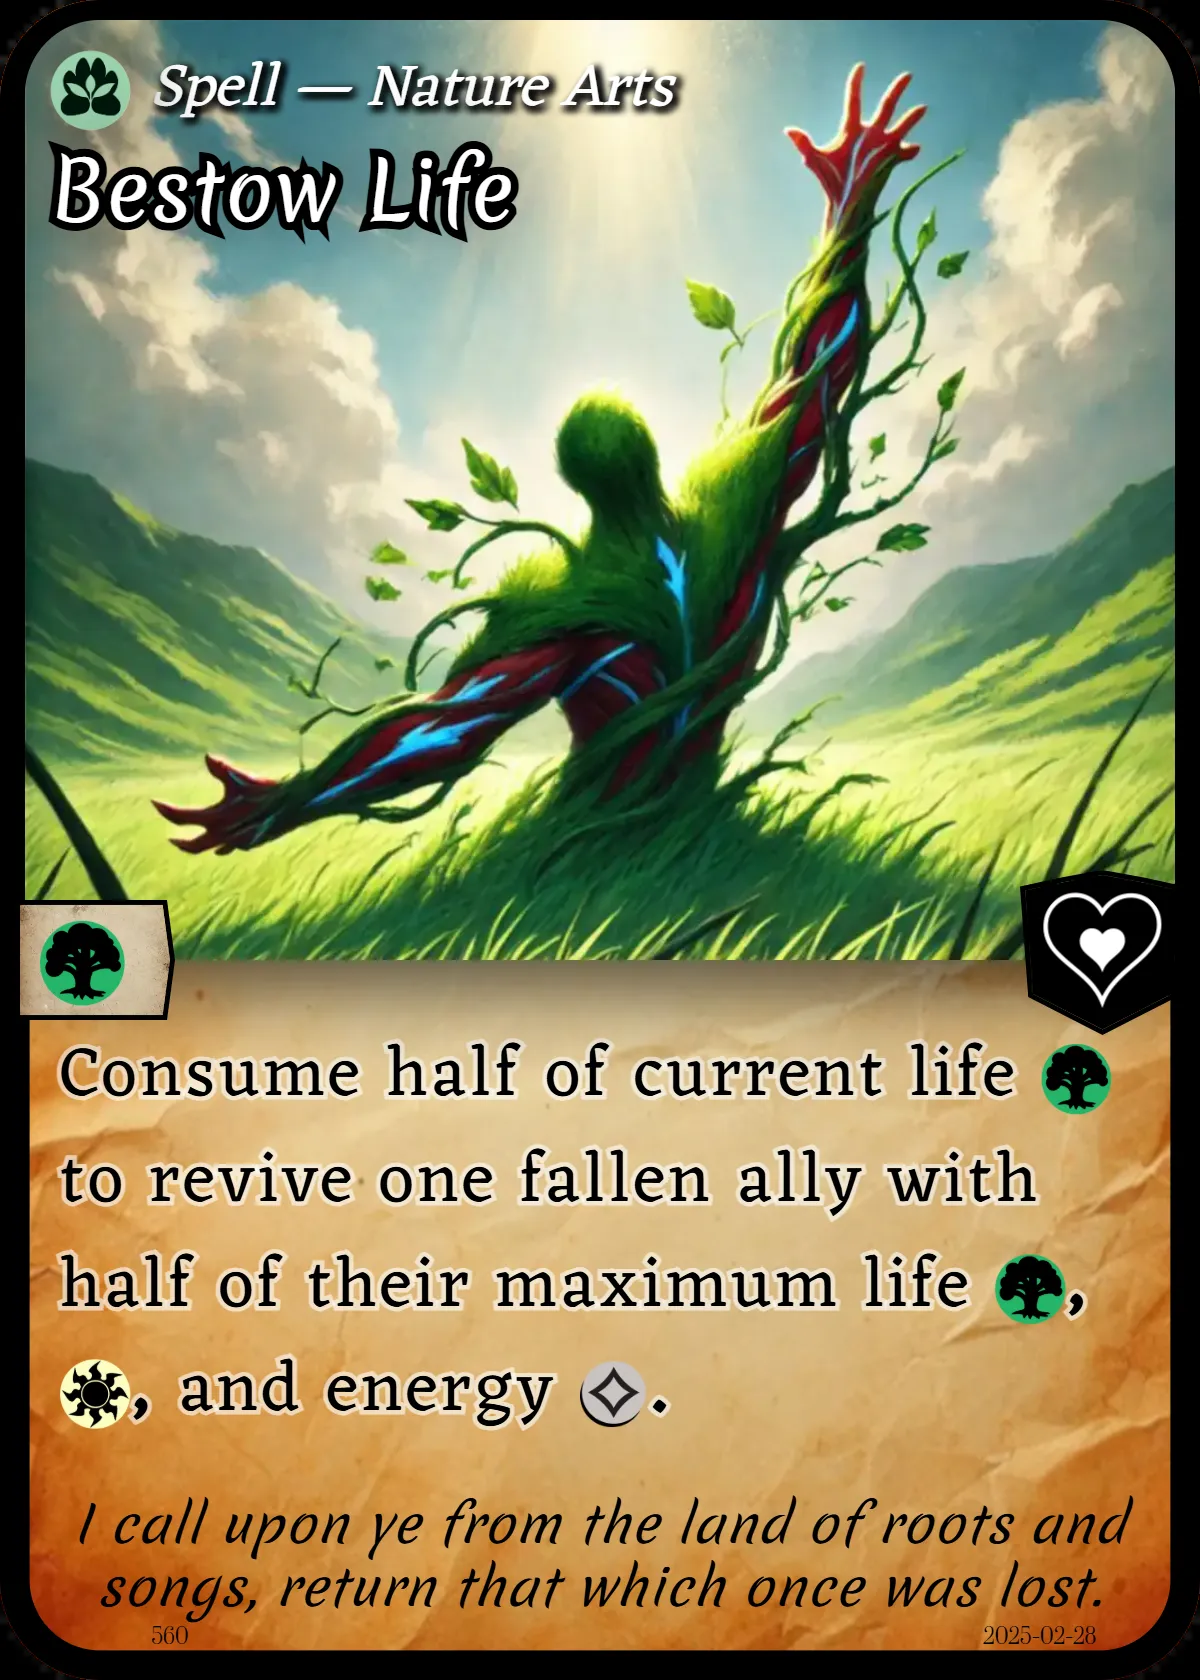 Spell — Nature Arts
Bestow Life
Consume half of current life
to revive one fallen ally with
half of their maximum life ,
, and energy .
I call upon ye from the land of roots and
songs, return that which once was lost.
560
2025-02-28